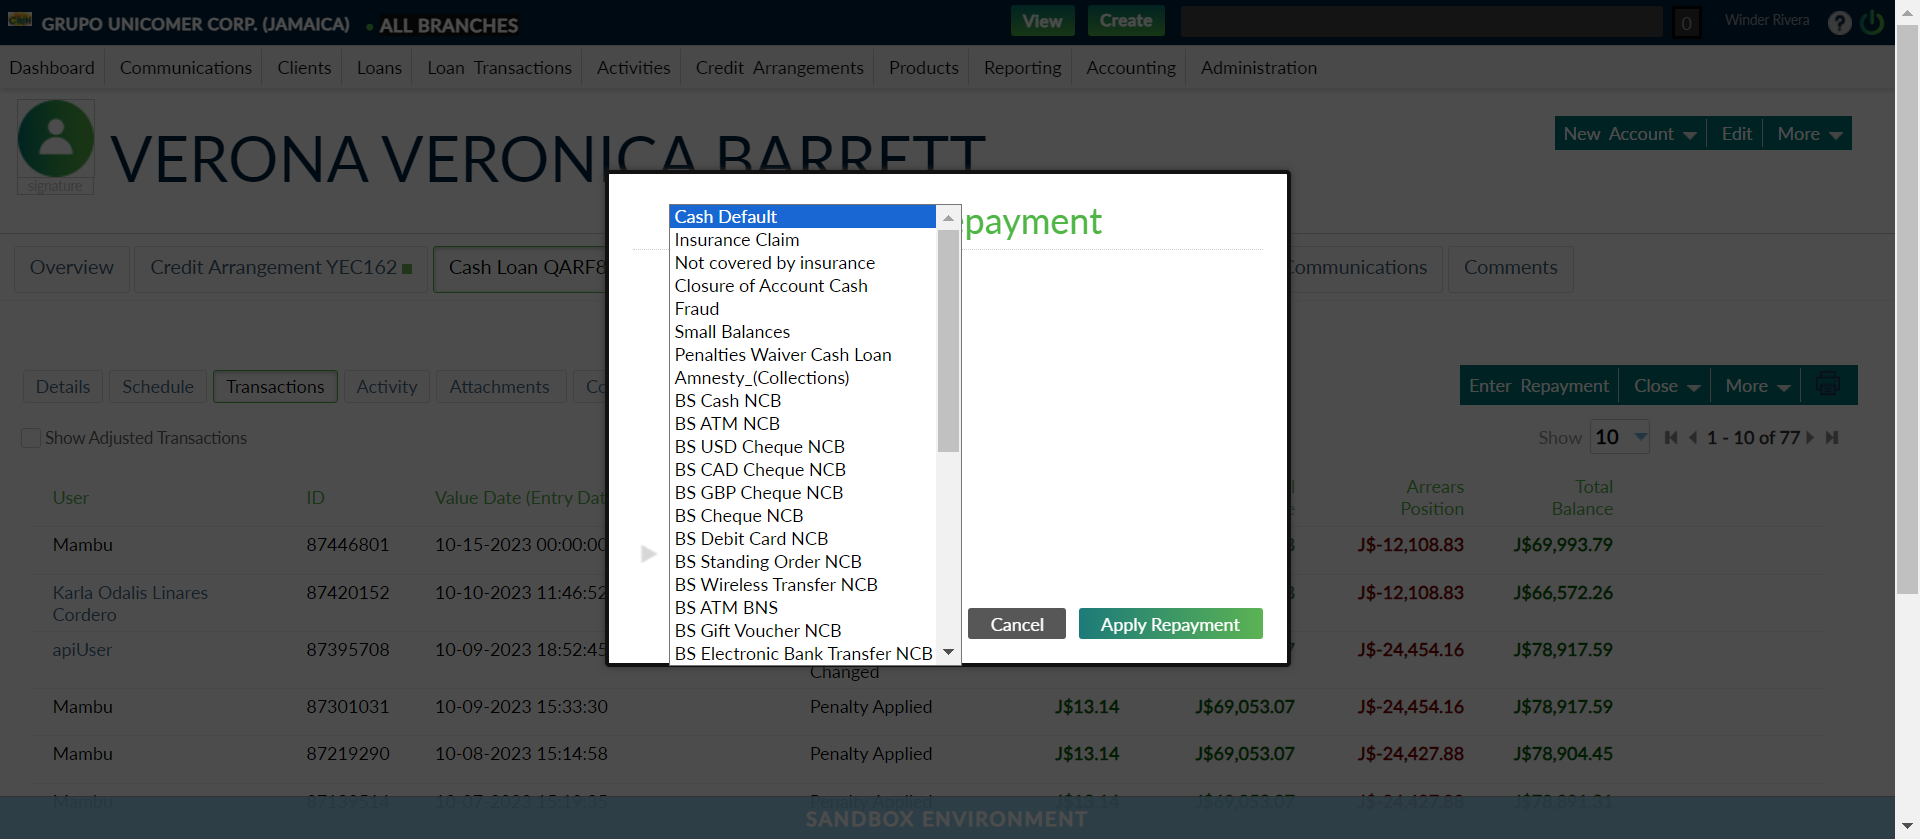 GRUPO UNICOMER CORP. (JAMAICA) ALL BRANCHES View Create 0 Winder Rivera ?
Dashboard Communications Clients Loans Loan Transactions Activities Credit Arrangements Products Reporting Accounting Administration
signature
VERONA VERONICA BARRETT
New Account Edit More
Overview Credit Arrangement YEC162 Cash Loan QARF8 ommunications Comments
epayment
Cash Default
Insurance Claim
Not covered by insurance
Closure of Account Cash
Fraud
Small Balances
Penalties Waiver Cash Loan
Amnesty_(Collections)
BS Cash NCB
BS ATM NCB
BS USD Cheque NCB
BS CAD Cheque NCB
BS GBP Cheque NCB
BS Cheque NCB
BS Debit Card NCB
BS Standing Order NCB
BS Wireless Transfer NCB
BS ATM BNS
BS Gift Voucher NCB
BS Electronic Bank Transfer NCB
Cancel Apply Repayment
Details Schedule Transactions Activity Attachments Co
Enter Repayment Close More
Show Adjusted Transactions
Show 10 1 - 10 of 77
User ID Value Date (Entry Dat Arrears Position Total Balance
Mambu 87446801 10-15-2023 00:00:00 J$-12,108.83 J$69,993.79
Karla Odalis Linares Cordero 87420152 10-10-2023 11:46:52 J$-12,108.83 J$66,572.26
apiUser 87395708 10-09-2023 18:52:45 Changed J$-24,454.16 J$78,917.59
Mambu 87301031 10-09-2023 15:33:30 Penalty Applied J$13.14 J$69,053.07 J$-24,454.16 J$78,917.59
Mambu 87219290 10-08-2023 15:14:58 Penalty Applied J$13.14 J$69,053.07 J$-24,427.88 J$78,904.45
Mambu 87139514 10-07-2023 15:19:35 Penalty Applied J$13.14 J$69,053.07 J$-24,427.88 J$78,891.31
SANDBOX ENVIRONMENT